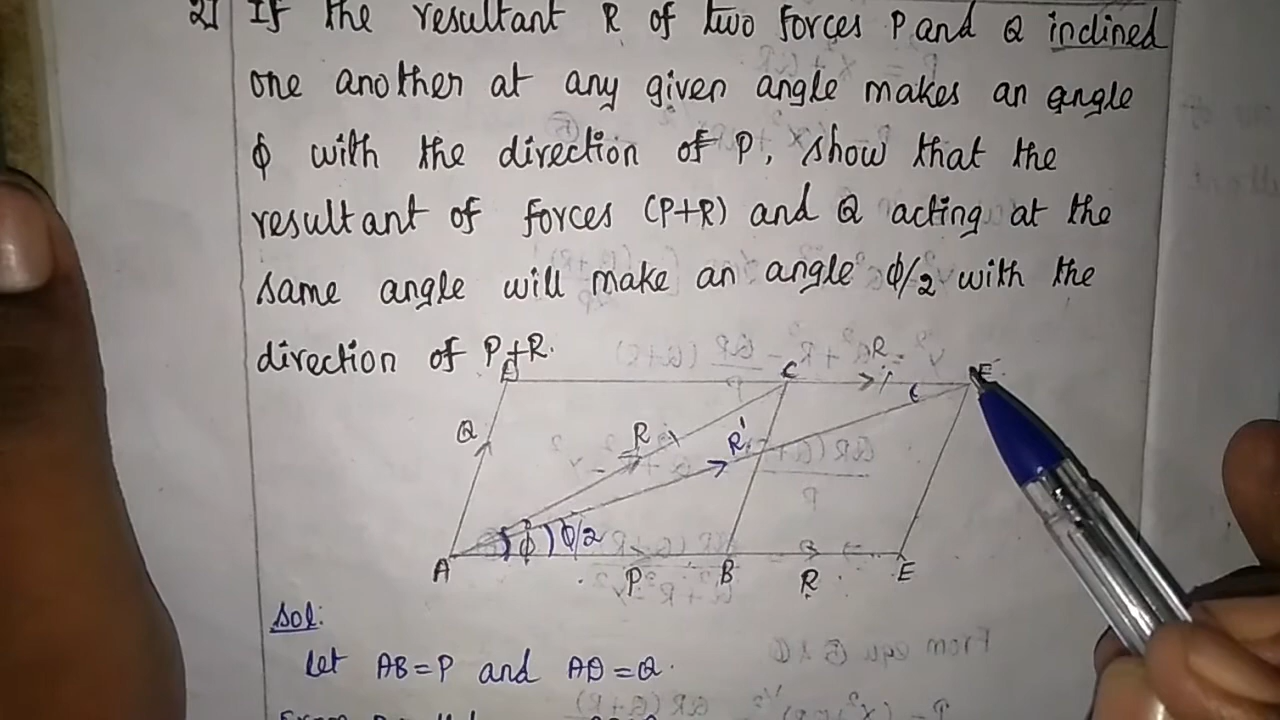 2] If the resultant R of two forces P and Q inclined
one another at any given angle makes an angle
ϕ with the direction of P, show that the
resultant of forces (P+R) and Q acting at the
same angle will make an angle ϕ/2 with the
direction of P+R.
D C R
Q R R'
ϕ ϕ/2
A P B R E
Sol:
Let AB=P and AD=Q.